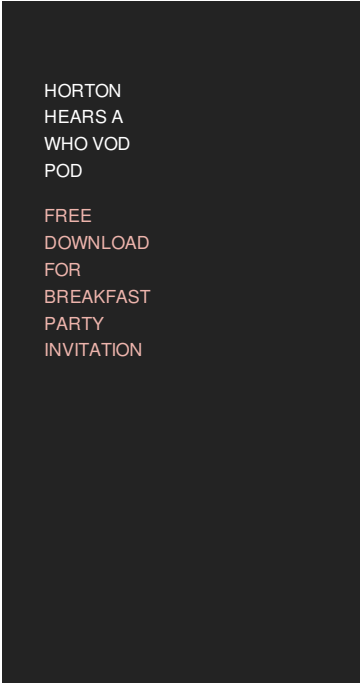 HORTON
HEARS A
WHO VOD
POD
FREE
DOWNLOAD
FOR
BREAKFAST
PARTY
INVITATION